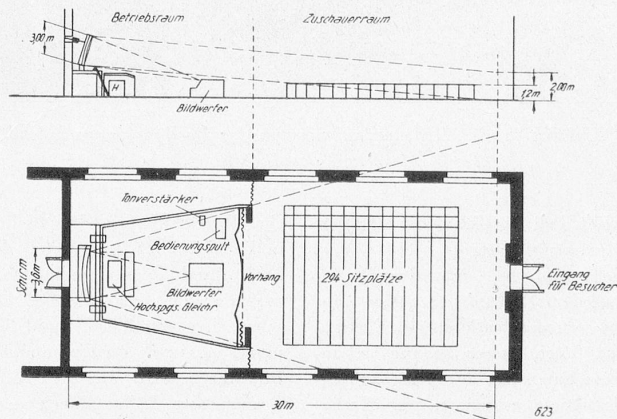 Betriebsraum
Zuschauerraum
3,00 m
H
Bildwerfer
1,2 m
2,00 m
Tonverstärker
Bedienungspult
Schirm
3,6 m
Bildwerfer
Hochspgs. Gleichr
Vorhang
294 Sitzplätze
Eingang
für Besucher
30 m
623